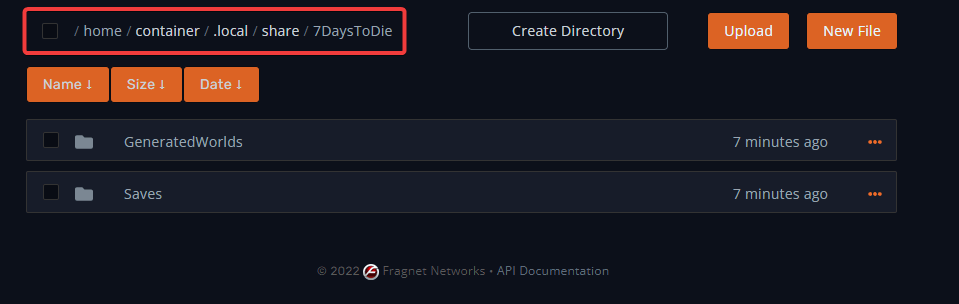 / home / container / .local / share / 7DaysToDie Create Directory Upload New File
Name ↓ Size ↓ Date ↓
GeneratedWorlds 7 minutes ago
Saves 7 minutes ago
© 2022 Fragnet Networks • API Documentation